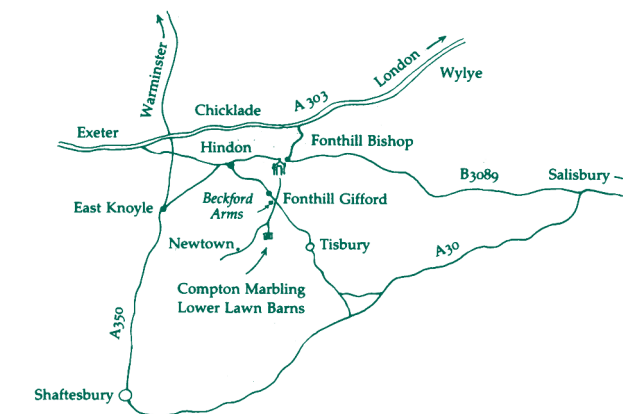 Warminster
London
Wylye
A 303
Chicklade
Exeter
Hindon
Fonthill Bishop
B3089
Salisbury
East Knoyle
Beckford
Arms
Fonthill Gifford
Newtown
Tisbury
A30
Compton Marbling
Lower Lawn Barns
A350
Shaftesbury